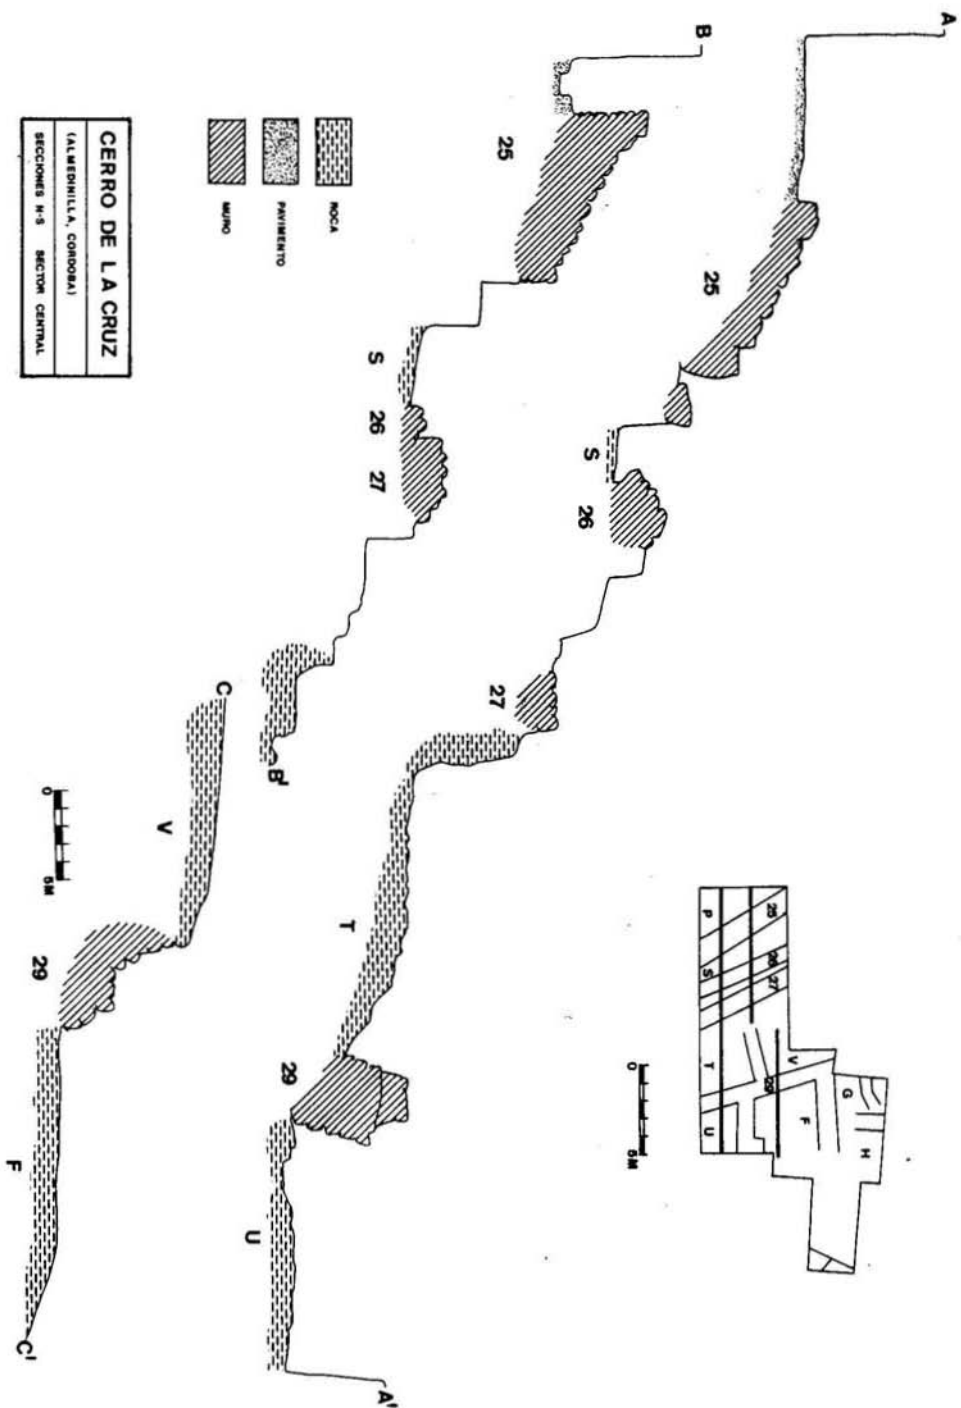 A
B
25
25
ROCA
PAVIMENTO
MURO
CERRO DE LA CRUZ
(ALMEDINILLA, CORDOBA)
SECCIONES N-S SECTOR CENTRAL
S
26
27
S
26
27
C
B'
V
T
29
29
F
U
C'
A'
0 5M
P
25
S
26
27
T
V
29
G
F
H
U
0 5M